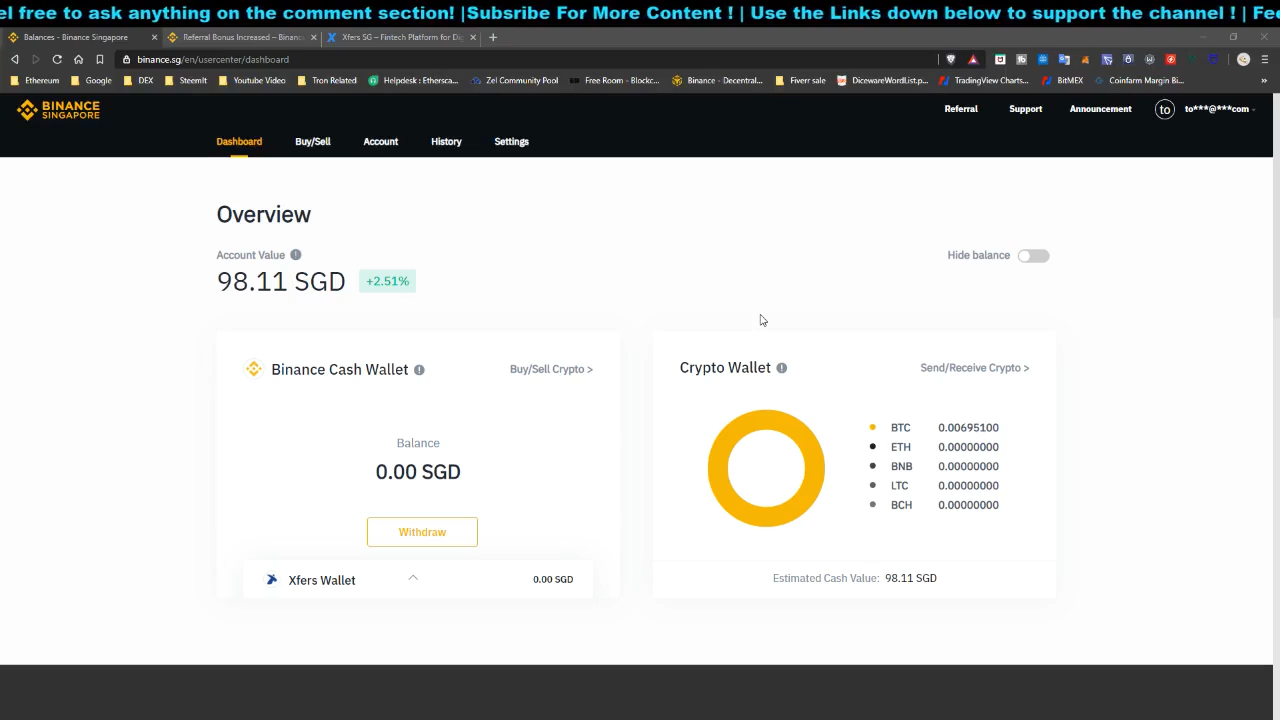 el free to ask anything on the comment section! |Subsribe For More Content ! | Use the Links down below to support the channel ! | Fee
Balances - Binance Singapore
Referral Bonus Increased – Binanc
Xfers SG – Fintech Platform for Dig
binance.sg/en/usercenter/dashboard
Ethereum Google DEX SteemIt Youtube Video Tron Related Helpdesk : Ethersca... Zel Community Pool Free Room - Blockc... Binance - Decentral... Fiverr sale DicewareWordList.p... TradingView Charts... BitMEX Coinfarm Margin Bi... »
BINANCE
SINGAPORE
Referral Support Announcement to to***@***com
Dashboard Buy/Sell Account History Settings
Overview
Account Value
Hide balance
98.11 SGD +2.51%
Binance Cash Wallet Buy/Sell Crypto >
Balance
0.00 SGD
Withdraw
Xfers Wallet 0.00 SGD
Crypto Wallet Send/Receive Crypto >
BTC 0.00695100
ETH 0.00000000
BNB 0.00000000
LTC 0.00000000
BCH 0.00000000
Estimated Cash Value: 98.11 SGD